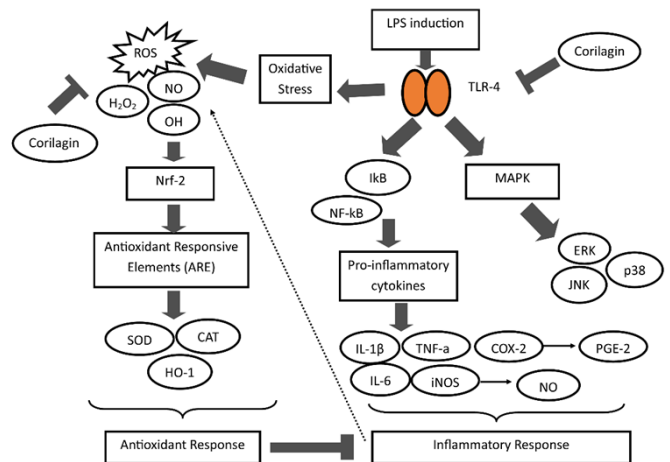 LPS induction
ROS
Corilagin
Oxidative
Stress
NO
TLR-4
H₂O₂
OH
Corilagin
Nrf-2
IkB
MAPK
NF-kB
Antioxidant Responsive
Elements (ARE)
ERK
Pro-inflammatory
cytokines
p38
JNK
SOD
CAT
IL-1β
TNF-a
COX-2
PGE-2
HO-1
IL-6
iNOS
NO
Antioxidant Response
Inflammatory Response